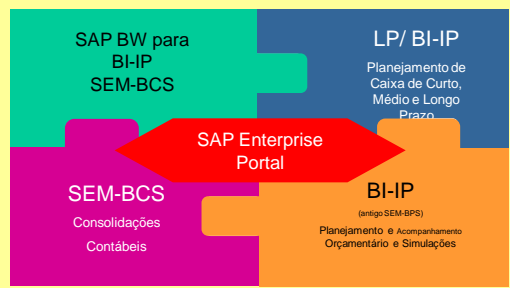 SAP BW para
BI-IP
SEM-BCS
LP/ BI-IP
Planejamento de
Caixa de Curto,
Médio e Longo
Prazo
SAP Enterprise
Portal
SEM-BCS
Consolidações
Contábeis
BI-IP
(antigo SEM-BPS)
Planejamento e Acompanhamento
Orçamentário e Simulações